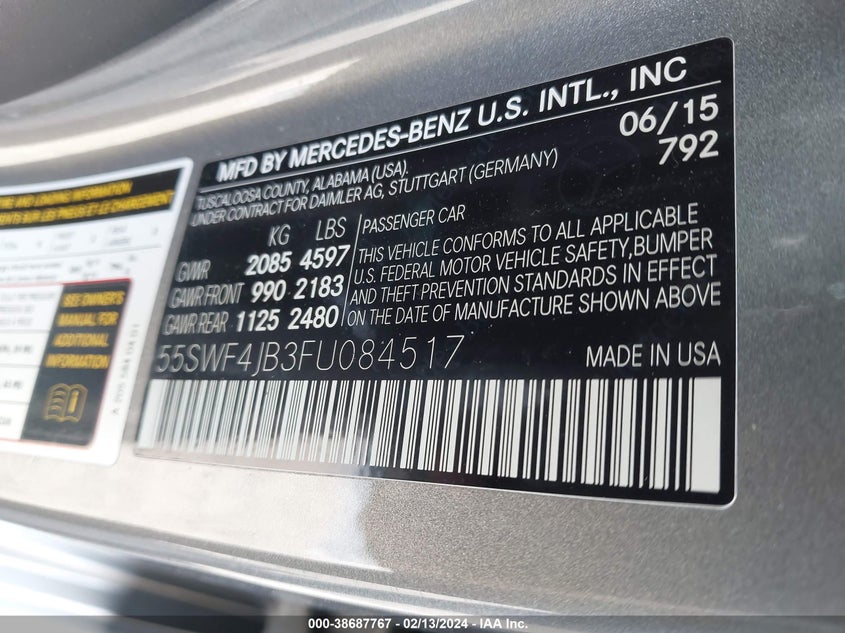 MFD BY MERCEDES-BENZ U.S. INTL., INC
TUSCALOOSA COUNTY, ALABAMA (USA).
UNDER CONTRACT FOR DAIMLER AG, STUTTGART (GERMANY)
06/15
792
KG LBS
GVWR 2085 4597
GAWR FRONT 990 2183
GAWR REAR 1125 2480
PASSENGER CAR
THIS VEHICLE CONFORMS TO ALL APPLICABLE
U.S. FEDERAL MOTOR VEHICLE SAFETY,BUMPER
AND THEFT PREVENTION STANDARDS IN EFFECT
ON THE DATE OF MANUFACTURE SHOWN ABOVE
55SWF4JB3FU084517
MADE IN USA
AND LOADING INFORMATION
SEE OWNER'S
MANUAL FOR
ADDITIONAL
INFORMATION
000-38687767 - 02/13/2024 - IAA Inc.